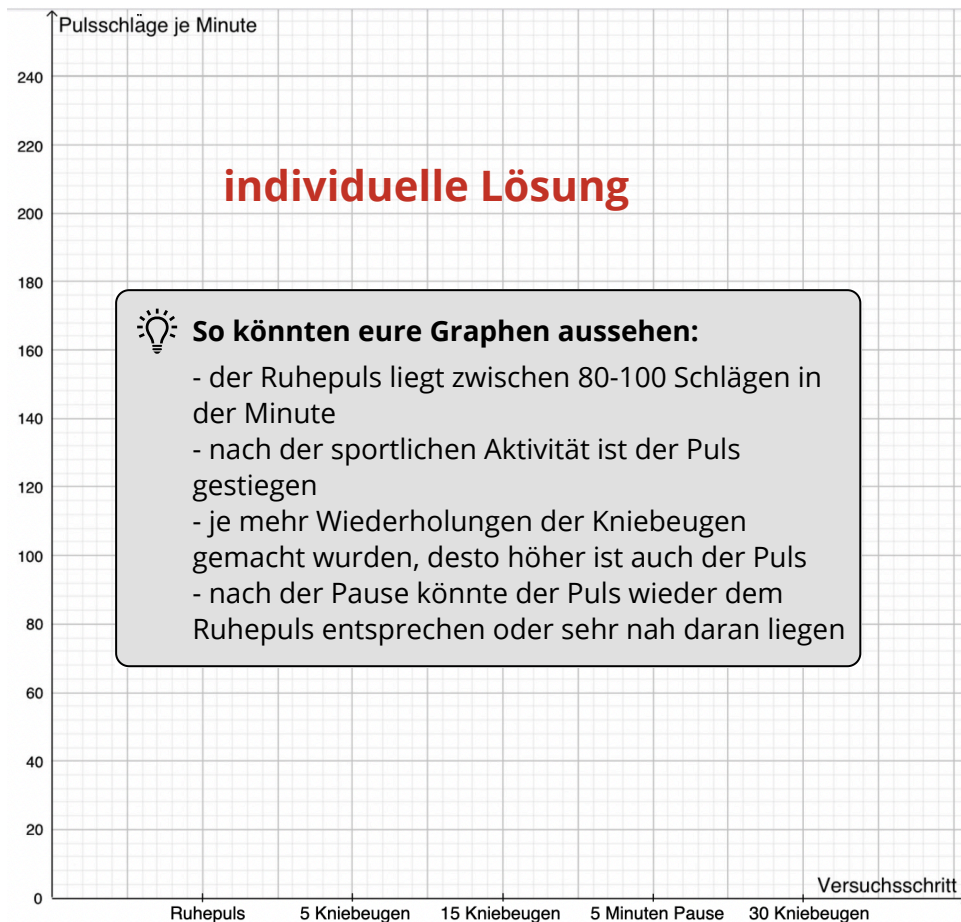 Pulsschläge je Minute
240
220
individuelle Lösung
200
180
So könnten eure Graphen aussehen:
160
- der Ruhepuls liegt zwischen 80-100 Schlägen in
der Minute
140
- nach der sportlichen Aktivität ist der Puls
gestiegen
120
- je mehr Wiederholungen der Kniebeugen
gemacht wurden, desto höher ist auch der Puls
100
- nach der Pause könnte der Puls wieder dem
Ruhepuls entsprechen oder sehr nah daran liegen
80
60
40
20
0
Versuchsschritt
Ruhepuls
5 Kniebeugen
15 Kniebeugen
5 Minuten Pause
30 Kniebeugen